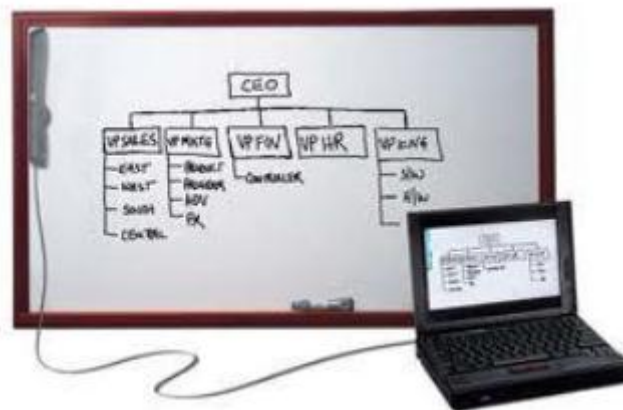 CEO
VP SALES
EAST
WEST
SOUTH
CENTRAL
VP MKTG
PRODUCT
PROGRAM
ADV
VP FIN
CONTROLLER
VP HR
VP ENG
S/W
H/W